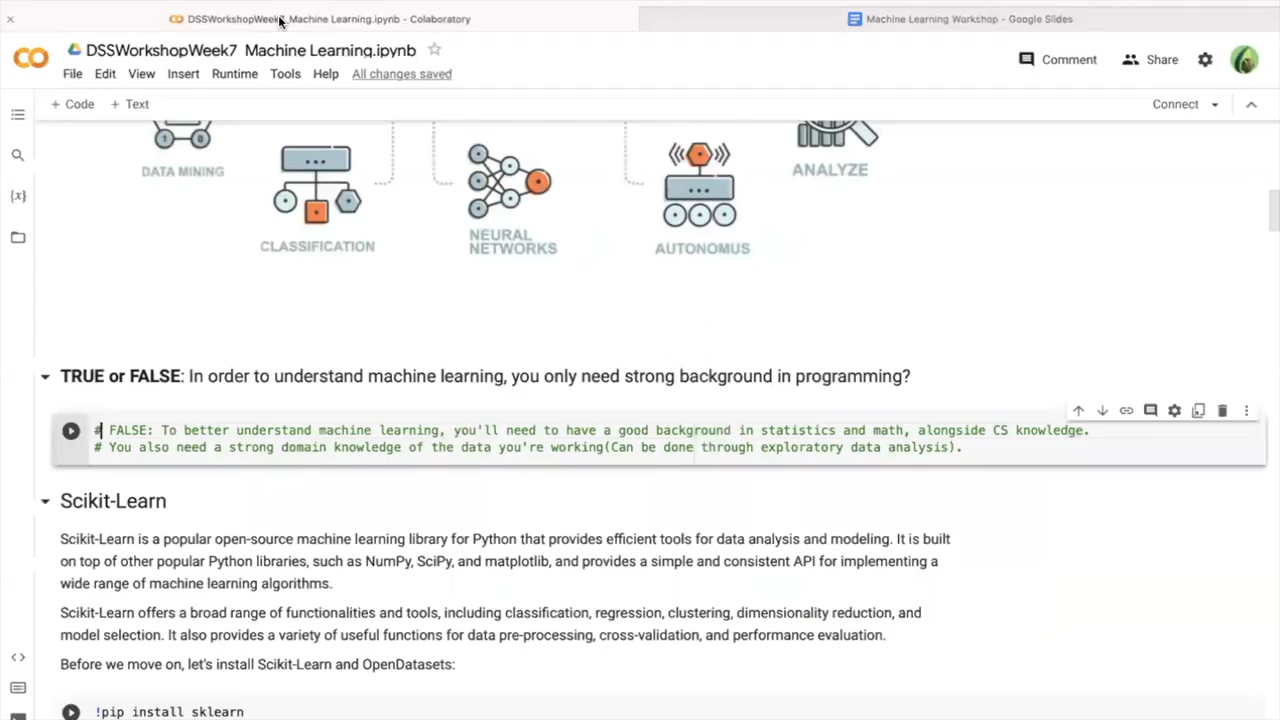 DSSWorkshopWeek7_Machine Learning.ipynb - Colaboratory
Machine Learning Workshop - Google Slides
DSSWorkshopWeek7 Machine Learning.ipynb
Comment
Share
File Edit View Insert Runtime Tools Help All changes saved
+ Code + Text
Connect
1 0
DATA MINING
CLASSIFICATION
NEURAL
NETWORKS
AUTONOMUS
ANALYZE
TRUE or FALSE: In order to understand machine learning, you only need strong background in programming?
# FALSE: To better understand machine learning, you'll need to have a good background in statistics and math, alongside CS knowledge.
# You also need a strong domain knowledge of the data you're working(Can be done through exploratory data analysis).
Scikit-Learn
Scikit-Learn is a popular open-source machine learning library for Python that provides efficient tools for data analysis and modeling. It is built
on top of other popular Python libraries, such as NumPy, SciPy, and matplotlib, and provides a simple and consistent API for implementing a
wide range of machine learning algorithms.
Scikit-Learn offers a broad range of functionalities and tools, including classification, regression, clustering, dimensionality reduction, and
model selection. It also provides a variety of useful functions for data pre-processing, cross-validation, and performance evaluation.
Before we move on, let's install Scikit-Learn and OpenDatasets:
!pip install sklearn